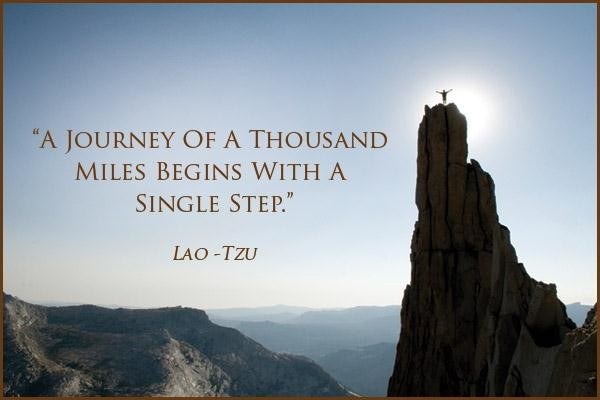 “A Journey Of A Thousand
Miles Begins With A
Single Step.”
Lao -Tzu